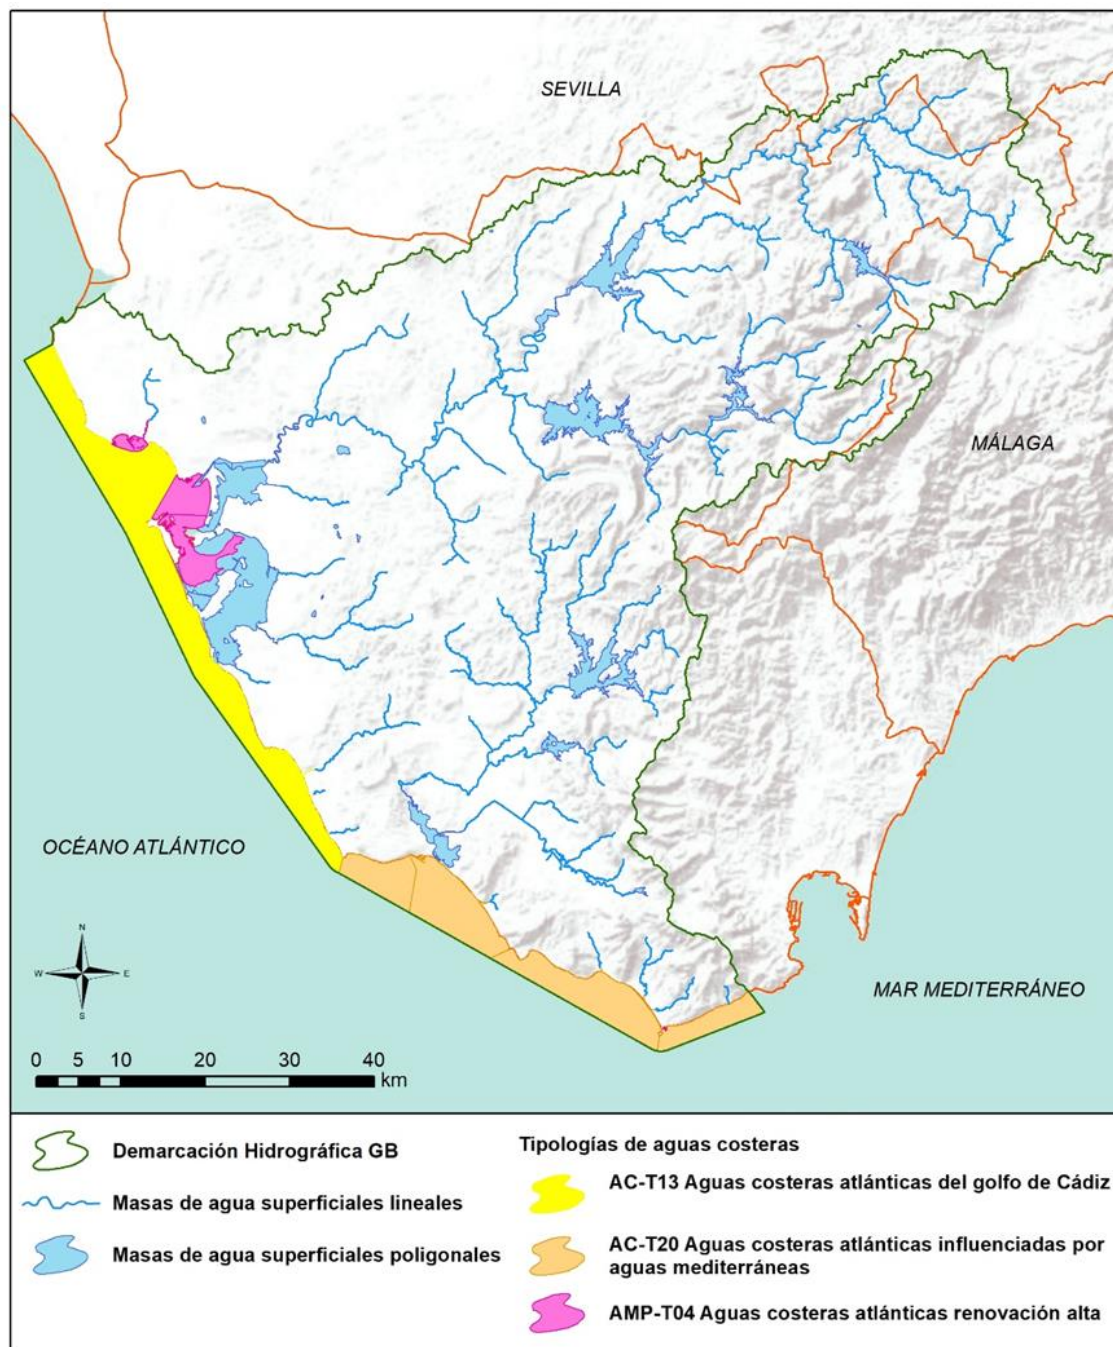 SEVILLA
MÁLAGA
OCÉANO ATLÁNTICO
MAR MEDITERRÁNEO
N
W E
S
0 5 10 20 30 40
km
Demarcación Hidrográfica GB
Masas de agua superficiales lineales
Masas de agua superficiales poligonales
Tipologías de aguas costeras
AC-T13 Aguas costeras atlánticas del golfo de Cádiz
AC-T20 Aguas costeras atlánticas influenciadas por
aguas mediterráneas
AMP-T04 Aguas costeras atlánticas renovación alta